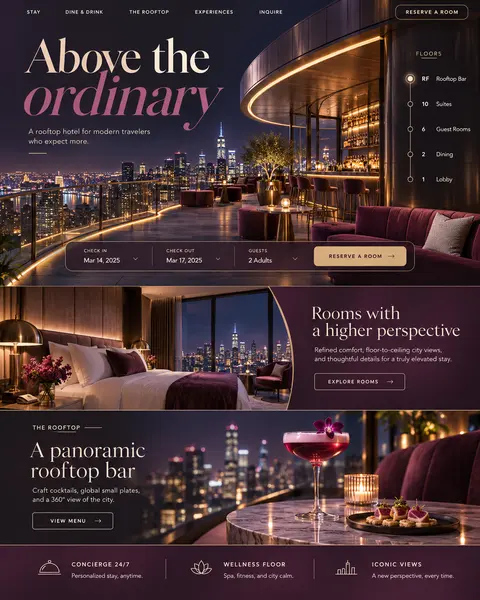 STAY
DINE & DRINK
THE ROOFTOP
EXPERIENCES
INQUIRE
RESERVE A ROOM
Above the
ordinary
A rooftop hotel for modern travelers
who expect more.
FLOORS
RF Rooftop Bar
10 Suites
6 Guest Rooms
2 Dining
1 Lobby
CHECK IN
Mar 14, 2025
CHECK OUT
Mar 17, 2025
GUESTS
2 Adults
RESERVE A ROOM →
Rooms with
a higher perspective
Refined comfort, floor-to-ceiling city views,
and thoughtful details for a truly elevated stay.
EXPLORE ROOMS →
THE ROOFTOP
A panoramic
rooftop bar
Craft cocktails, global small plates,
and a 360° view of the city.
VIEW MENU →
CONCIERGE 24/7
Personalized stay, anytime.
WELLNESS FLOOR
Spa, fitness, and city calm.
ICONIC VIEWS
A new perspective, every time.